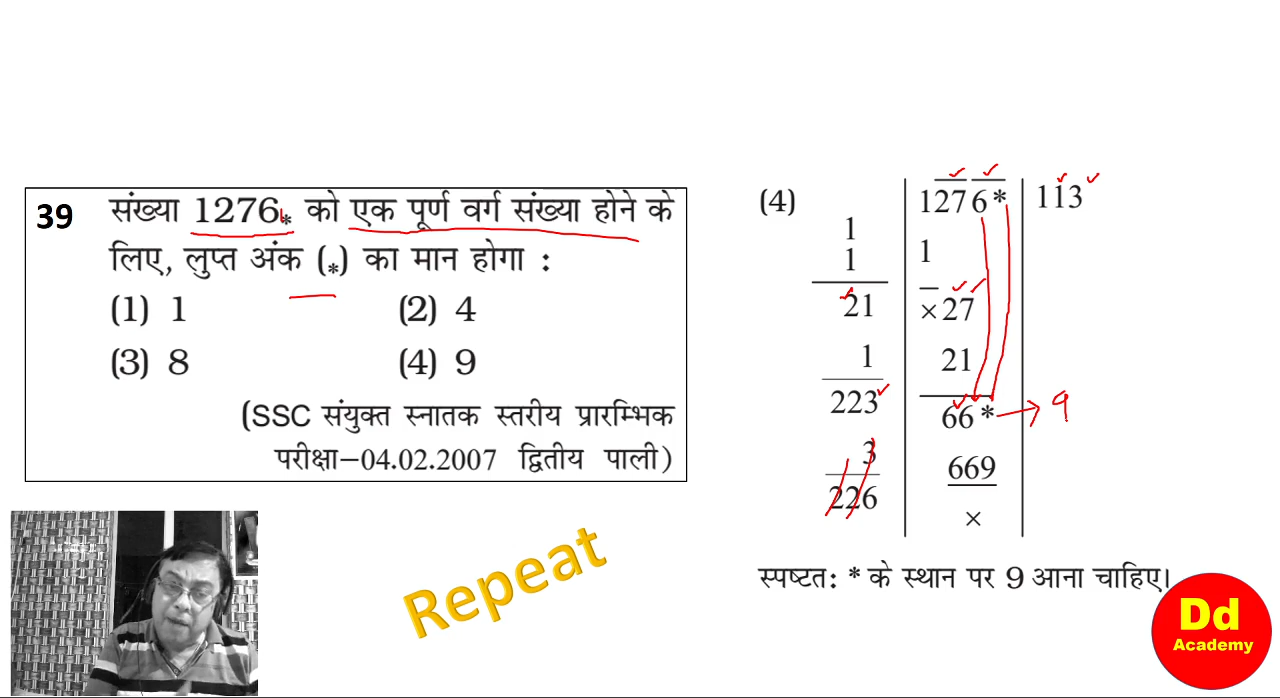 39 संख्या 1276* को एक पूर्ण वर्ग संख्या होने के
लिए, लुप्त अंक (*) का मान होगा :
(1) 1 (2) 4
(3) 8 (4) 9
(SSC संयुक्त स्नातक स्तरीय प्रारम्भिक
परीक्षा–04.02.2007 द्वितीय पाली)
Repeat
(4) 1276* 113
1
1 1
21 × 27
1 21
223 66* 9
3 669
226 ×
स्पष्टत: * के स्थान पर 9 आना चाहिए।
Dd
Academy